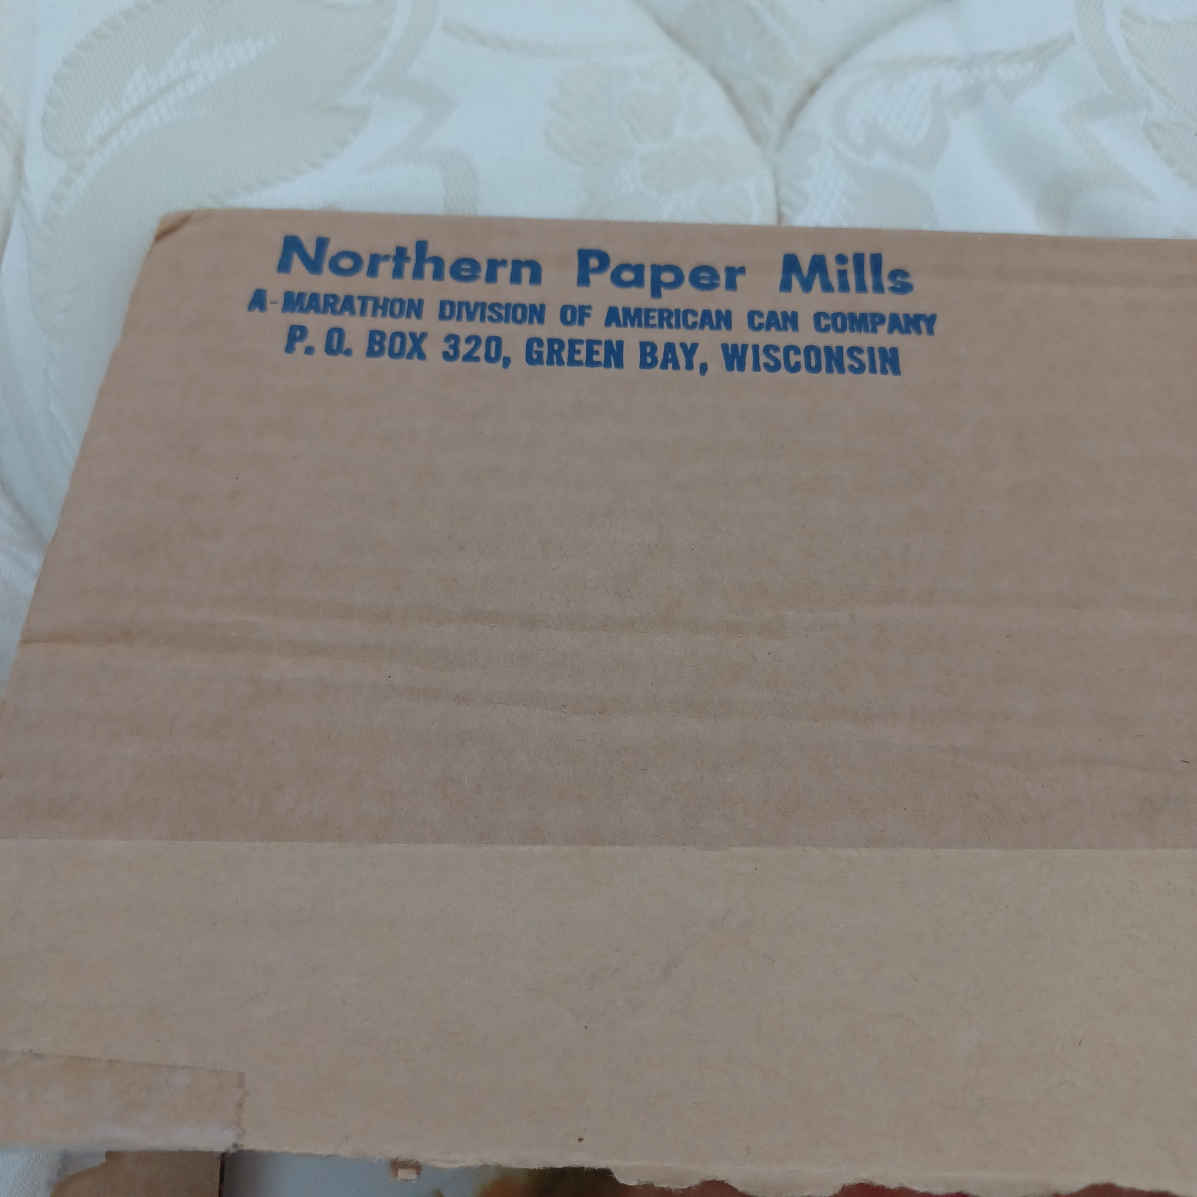 Northern Paper Mills
A-MARATHON DIVISION OF AMERICAN CAN COMPANY
P. O. BOX 320, GREEN BAY, WISCONSIN